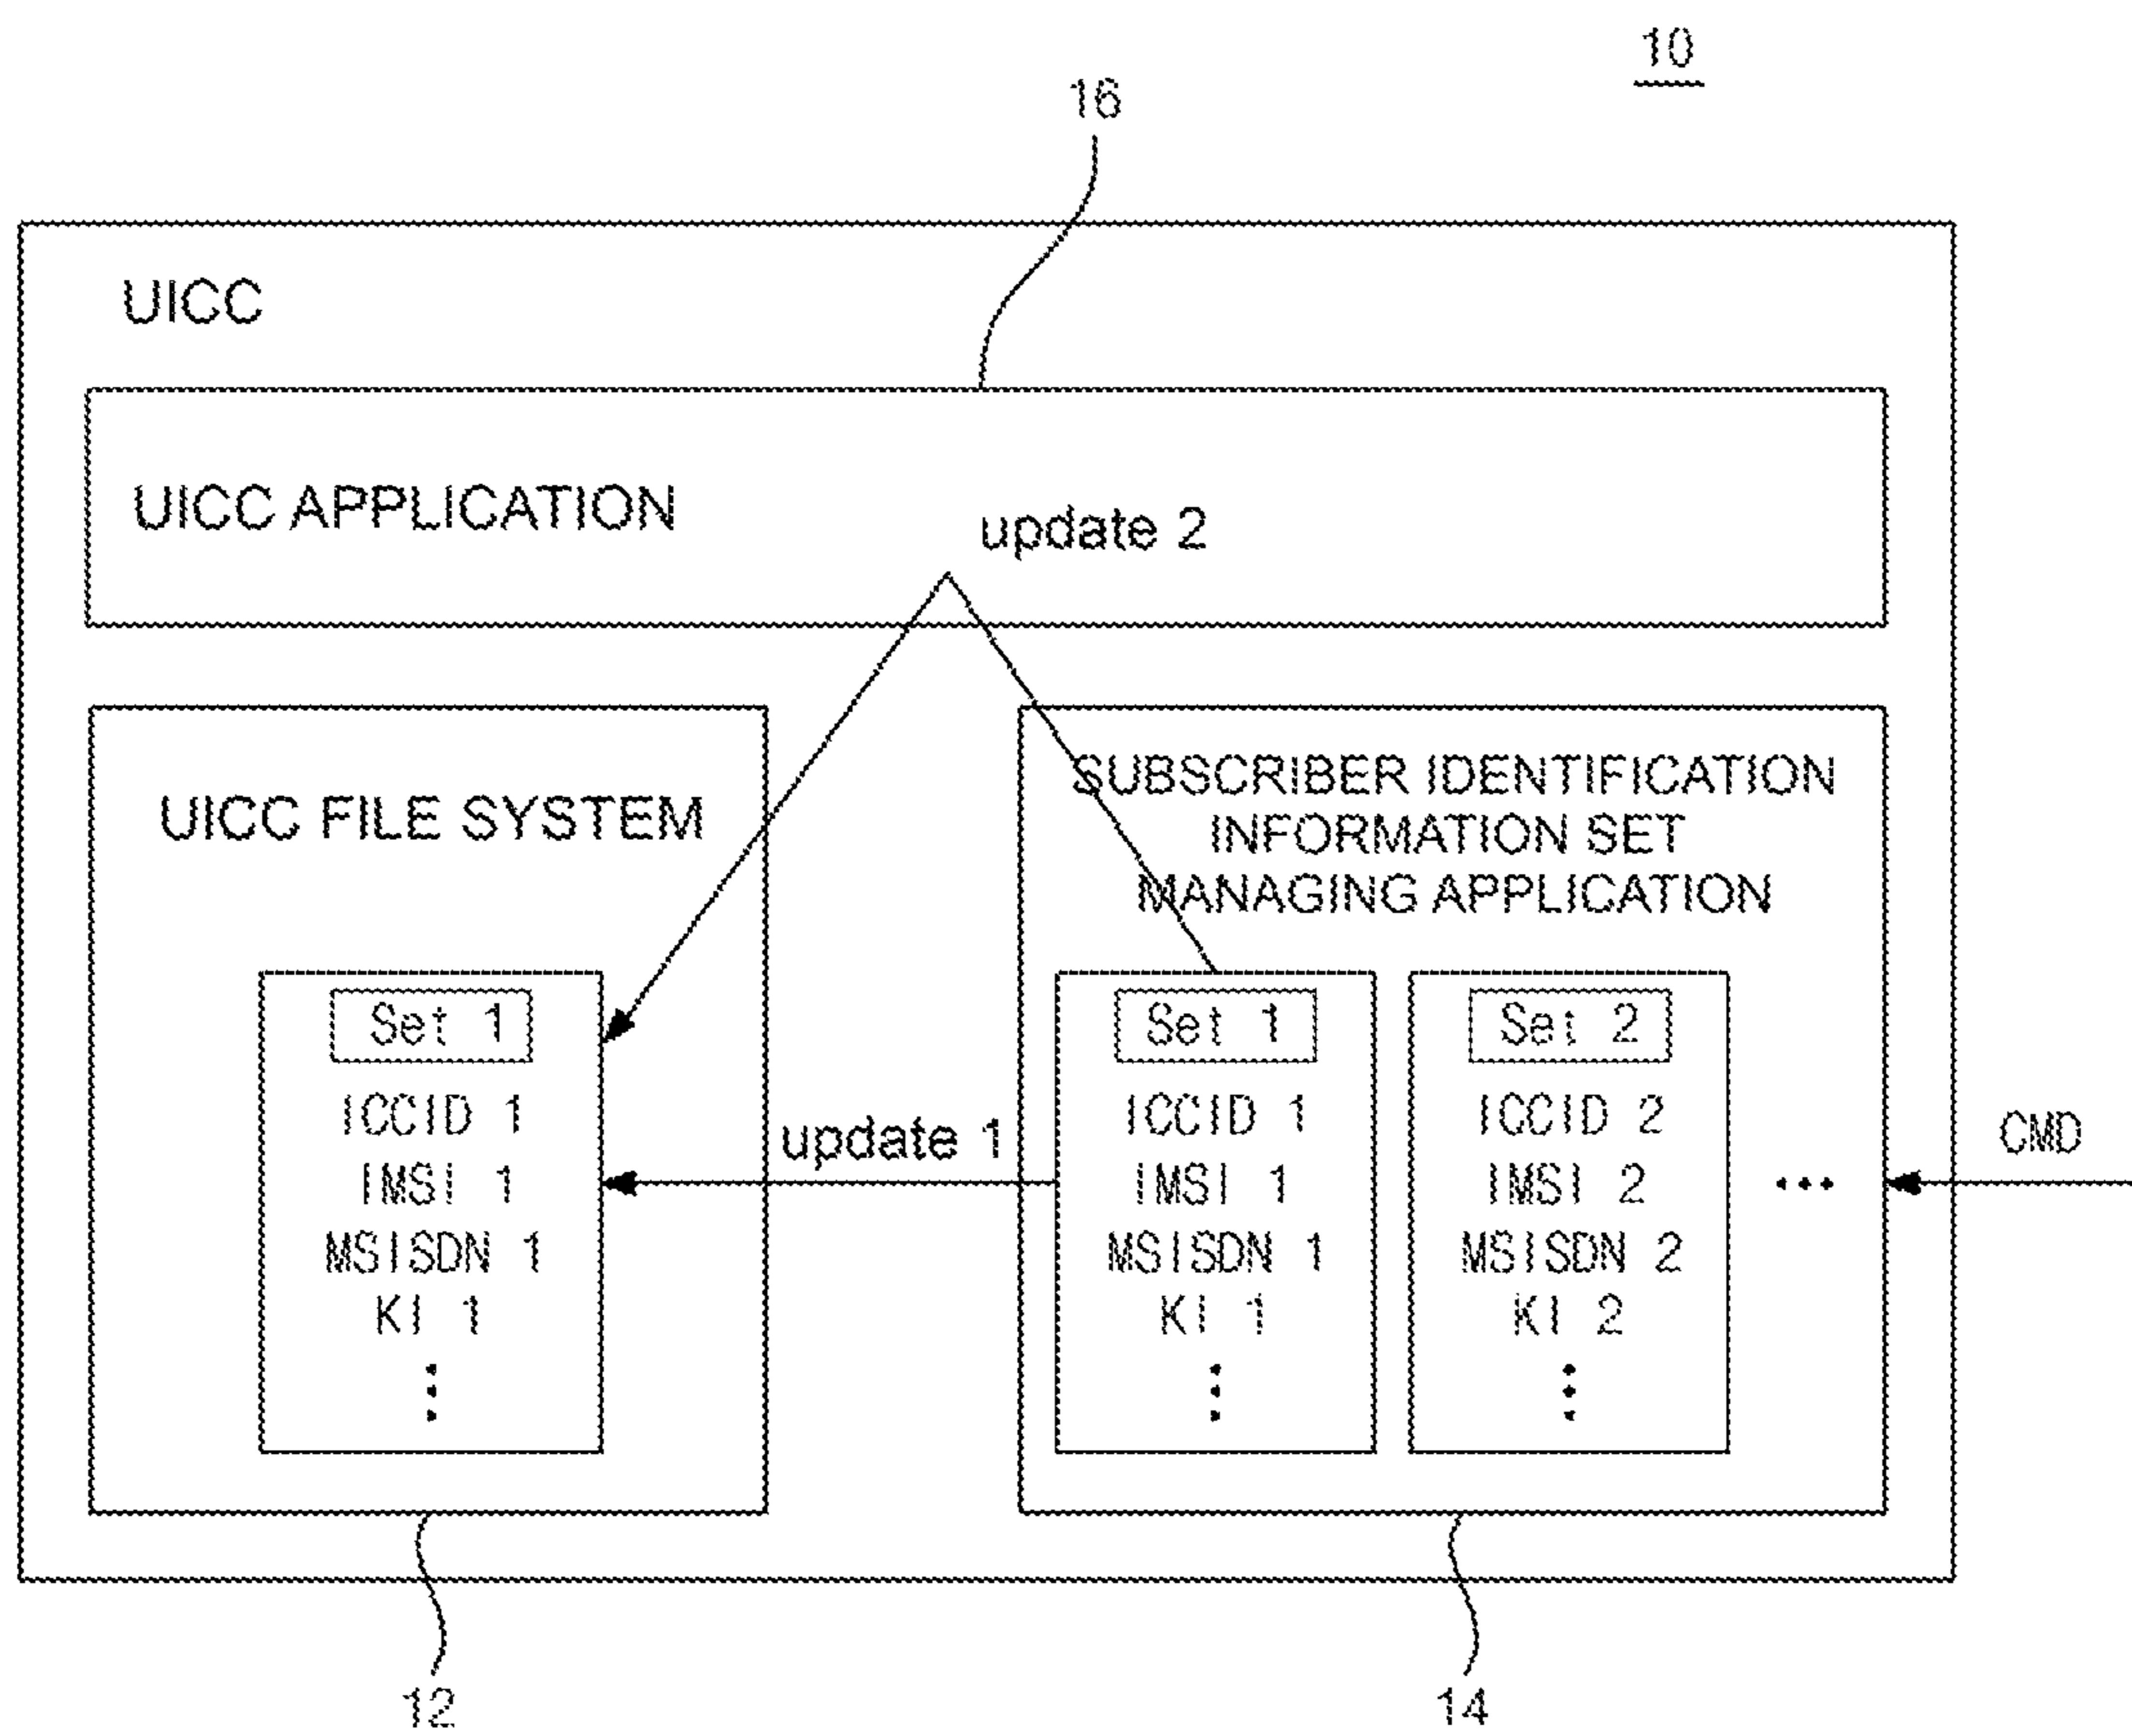 10
16
UICC
UICC APPLICATION
update 2
UICC FILE SYSTEM
SUBSCRIBER IDENTIFICATION
INFORMATION SET
MANAGING APPLICATION
Set 1
ICCID 1
IMSI 1
MSISDN 1
KI 1
⋮
update 1
Set 1
ICCID 1
IMSI 1
MSISDN 1
KI 1
⋮
Set 2
ICCID 2
IMSI 2
MSISDN 2
KI 2
⋮
...
CMD
12
14